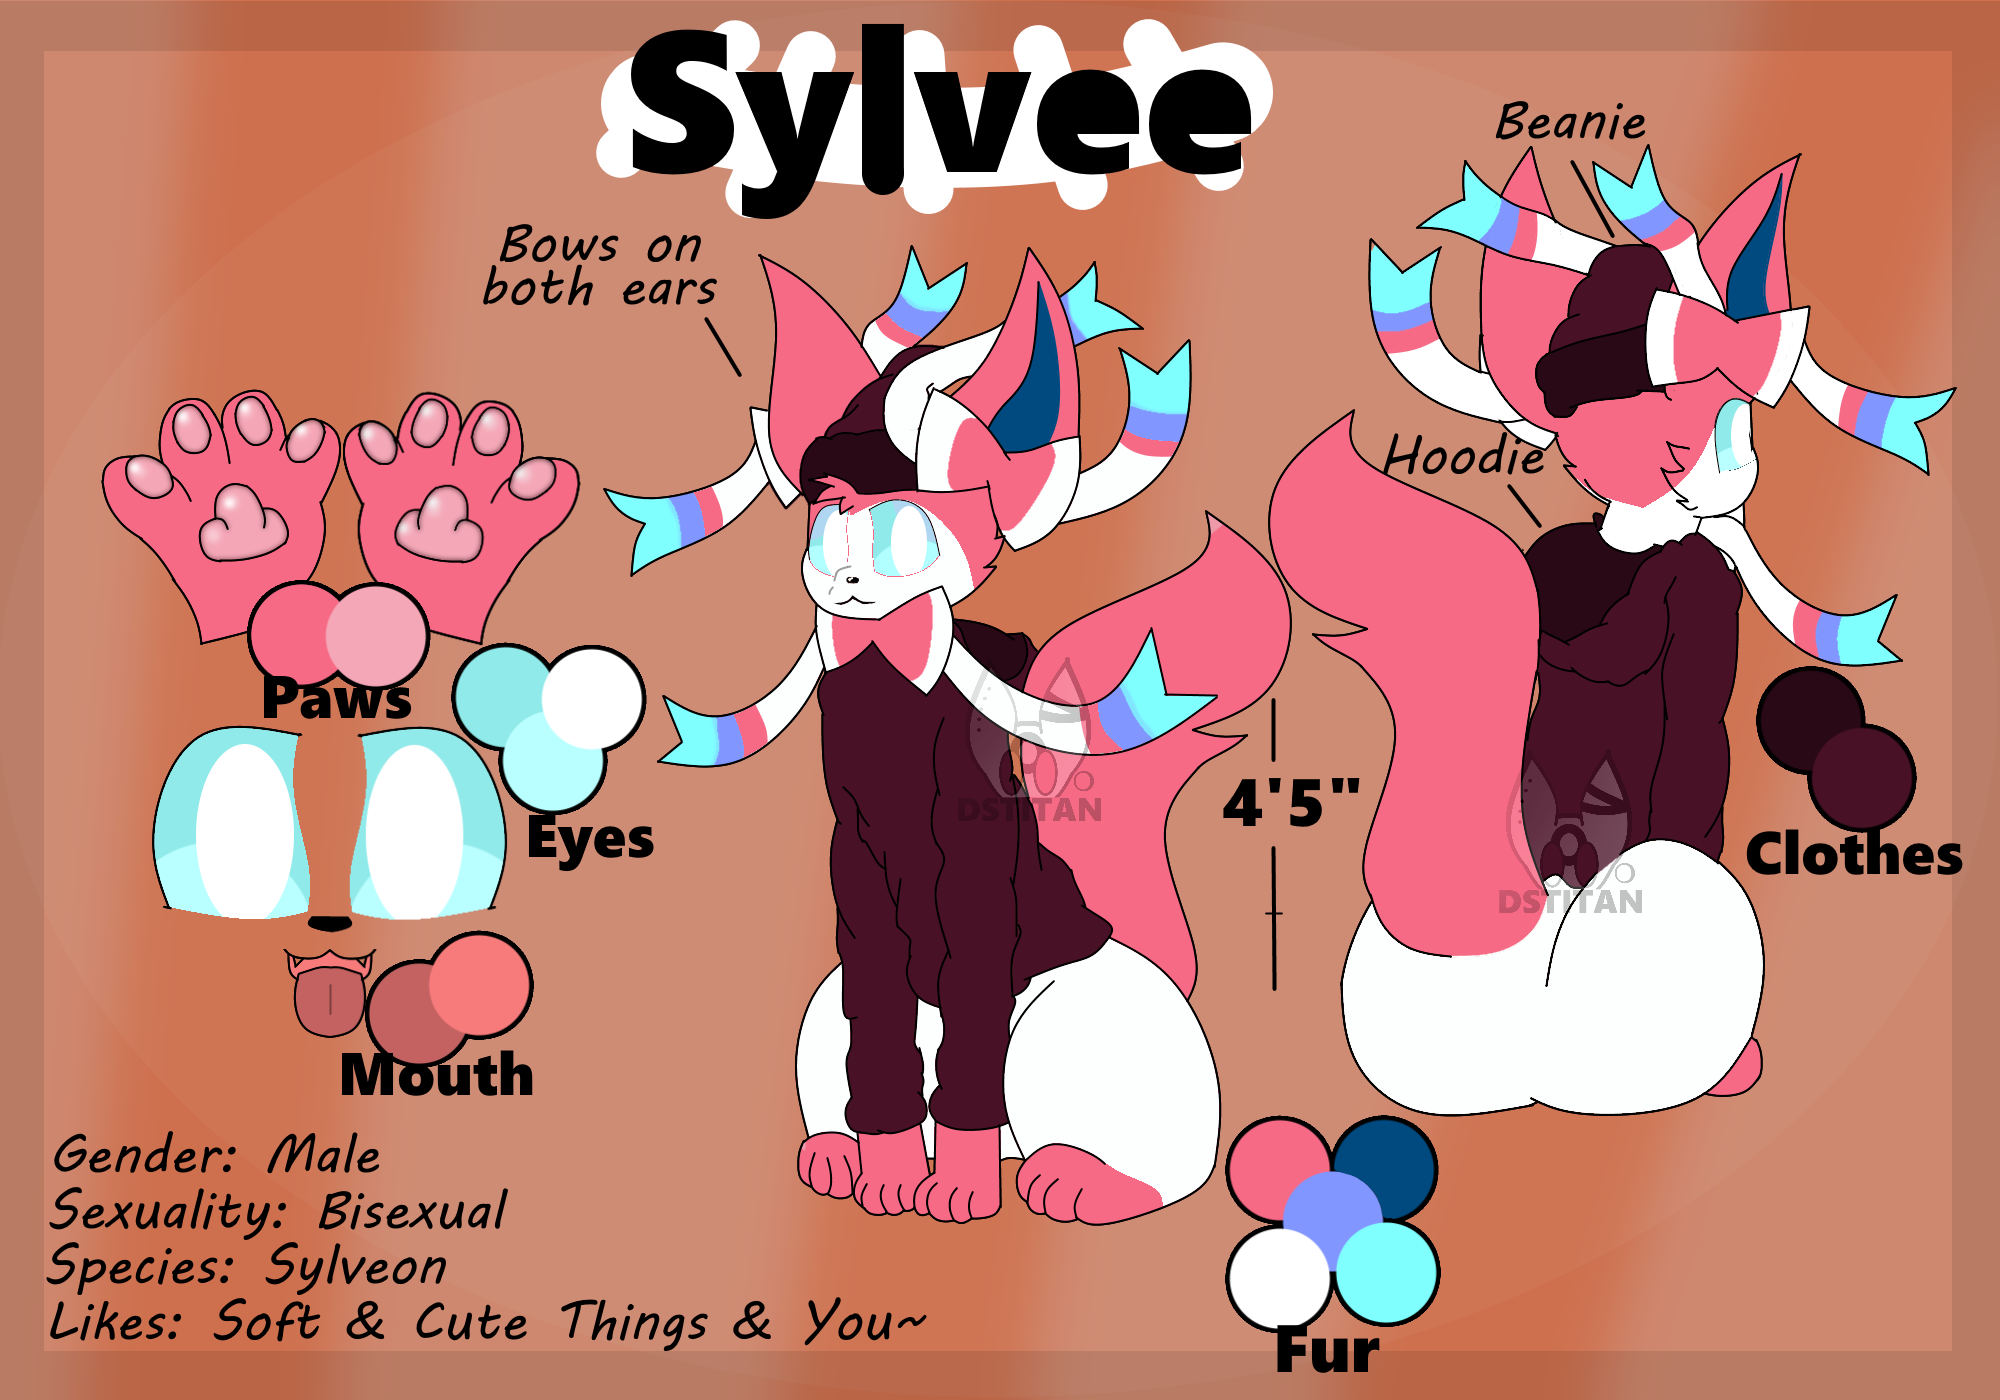 Sylvee
Beanie
Bows on
both ears
Hoodie
Paws
Eyes
DSTITAN
4'5"
Clothes
DSTITAN
Mouth
Gender: Male
Sexuality: Bisexual
Species: Sylveon
Likes: Soft & Cute Things & You~
Fur